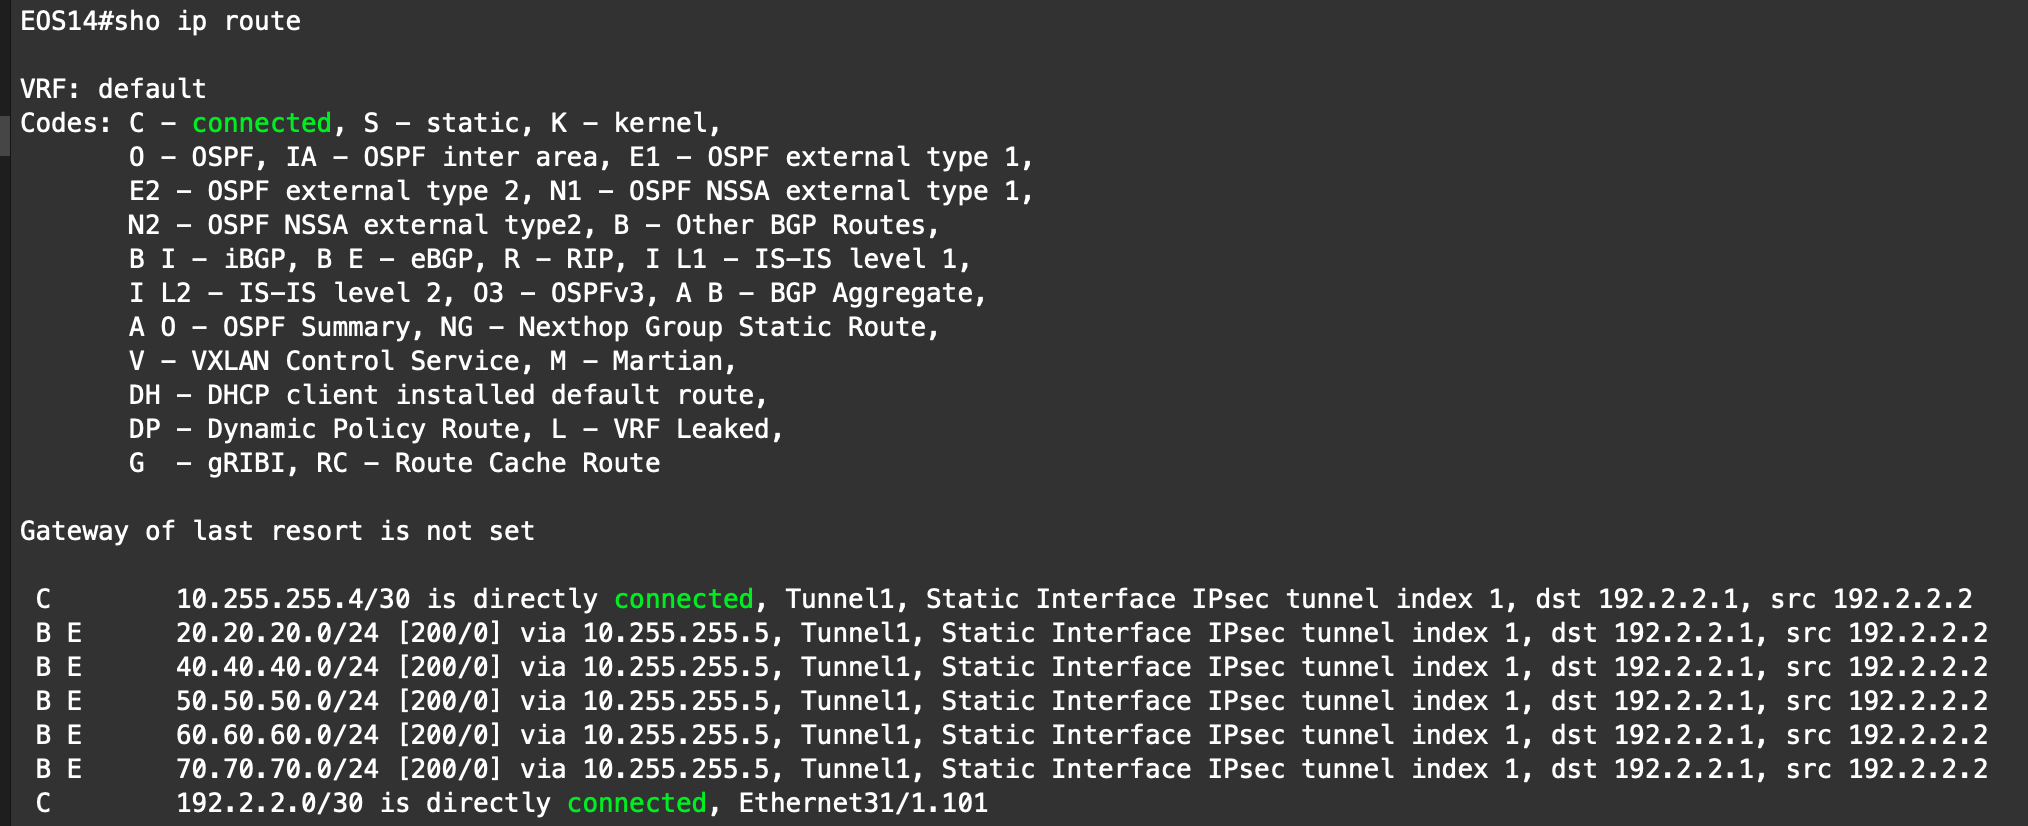 EOS14#sho ip route
VRF: default
Codes: C - connected, S - static, K - kernel,
O - OSPF, IA - OSPF inter area, E1 - OSPF external type 1,
E2 - OSPF external type 2, N1 - OSPF NSSA external type 1,
N2 - OSPF NSSA external type2, B - Other BGP Routes,
B I - iBGP, B E - eBGP, R - RIP, I L1 - IS-IS level 1,
I L2 - IS-IS level 2, O3 - OSPFv3, A B - BGP Aggregate,
A O - OSPF Summary, NG - Nexthop Group Static Route,
V - VXLAN Control Service, M - Martian,
DH - DHCP client installed default route,
DP - Dynamic Policy Route, L - VRF Leaked,
G  - gRIBI, RC - Route Cache Route
Gateway of last resort is not set
C        10.255.255.4/30 is directly connected, Tunnel1, Static Interface IPsec tunnel index 1, dst 192.2.2.1, src 192.2.2.2
B E      20.20.20.0/24 [200/0] via 10.255.255.5, Tunnel1, Static Interface IPsec tunnel index 1, dst 192.2.2.1, src 192.2.2.2
B E      40.40.40.0/24 [200/0] via 10.255.255.5, Tunnel1, Static Interface IPsec tunnel index 1, dst 192.2.2.1, src 192.2.2.2
B E      50.50.50.0/24 [200/0] via 10.255.255.5, Tunnel1, Static Interface IPsec tunnel index 1, dst 192.2.2.1, src 192.2.2.2
B E      60.60.60.0/24 [200/0] via 10.255.255.5, Tunnel1, Static Interface IPsec tunnel index 1, dst 192.2.2.1, src 192.2.2.2
B E      70.70.70.0/24 [200/0] via 10.255.255.5, Tunnel1, Static Interface IPsec tunnel index 1, dst 192.2.2.1, src 192.2.2.2
C        192.2.2.0/30 is directly connected, Ethernet31/1.101